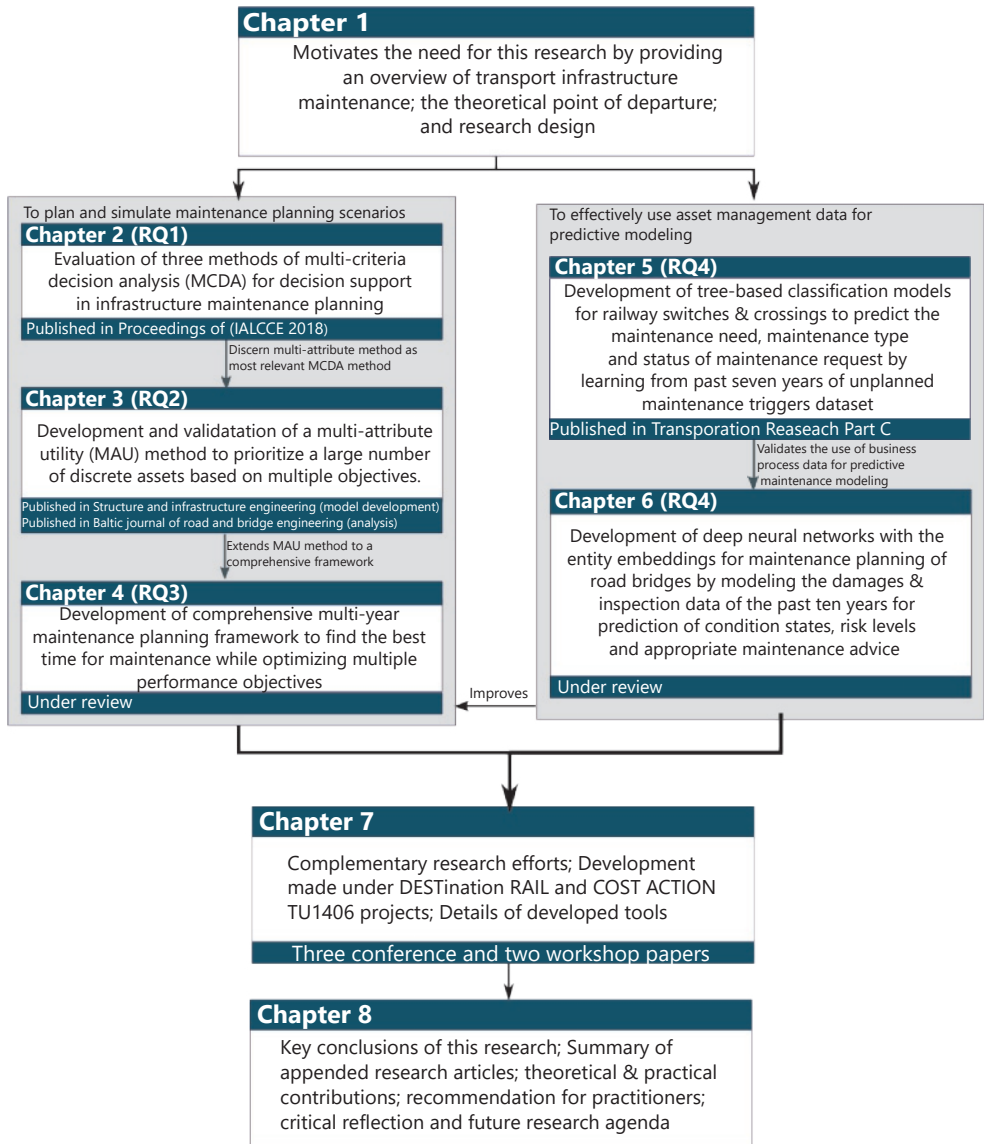 Chapter 1
Motivates the need for this research by providing
an overview of transport infrastructure
maintenance; the theoretical point of departure;
and research design
To plan and simulate maintenance planning scenarios
Chapter 2 (RQ1)
Evaluation of three methods of multi-criteria
decision analysis (MCDA) for decision support
in infrastructure maintenance planning
Published in Proceedings of (IALCCE 2018)
Discern multi-attribute method as
most relevant MCDA method
Chapter 3 (RQ2)
Development and validatation of a multi-attribute
utility (MAU) method to prioritize a large number
of discrete assets based on multiple objectives.
Published in Structure and infrastructure engineering (model development)
Published in Baltic journal of road and bridge engineering (analysis)
Extends MAU method to a
comprehensive framework
Chapter 4 (RQ3)
Development of comprehensive multi-year
maintenance planning framework to find the best
time for maintenance while optimizing multiple
performance objectives
Under review
To effectively use asset management data for
predictive modeling
Chapter 5 (RQ4)
Development of tree-based classification models
for railway switches & crossings to predict the
maintenance need, maintenance type
and status of maintenance request by
learning from past seven years of unplanned
maintenance triggers dataset
Published in Transporation Reaseach Part C
Validates the use of business
process data for predictive
maintenance modeling
Chapter 6 (RQ4)
Development of deep neural networks with the
entity embeddings for maintenance planning of
road bridges by modeling the damages &
inspection data of the past ten years for
prediction of condition states, risk levels
and appropriate maintenance advice
Under review
Improves
Chapter 7
Complementary research efforts; Development
made under DESTination RAIL and COST ACTION
TU1406 projects; Details of developed tools
Three conference and two workshop papers
Chapter 8
Key conclusions of this research; Summary of
appended research articles; theoretical & practical
contributions; recommendation for practitioners;
critical reflection and future research agenda